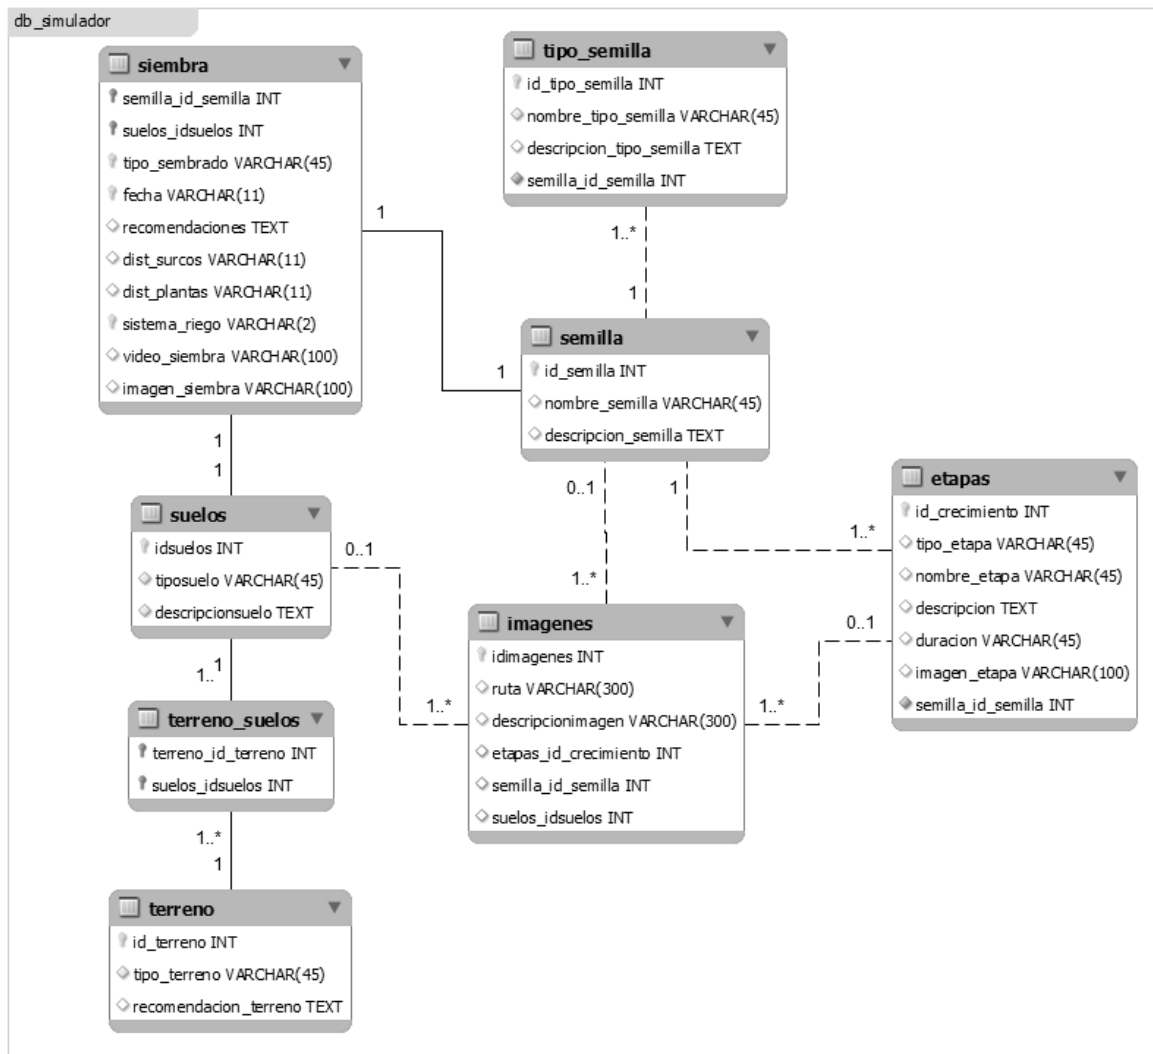 db_simulador
siembra
semilla_id_semilla INT
suelos_idsuelos INT
tipo_sembrado VARCHAR(45)
fecha VARCHAR(11)
recomendaciones TEXT
dist_surcos VARCHAR(11)
dist_plantas VARCHAR(11)
sistema_riego VARCHAR(2)
video_siembra VARCHAR(100)
imagen_siembra VARCHAR(100)
tipo_semilla
id_tipo_semilla INT
nombre_tipo_semilla VARCHAR(45)
descripcion_tipo_semilla TEXT
semilla_id_semilla INT
1
1..*
1
1
semilla
id_semilla INT
nombre_semilla VARCHAR(45)
descripcion_semilla TEXT
1
1
suelos
idsuelos INT
tiposuelo VARCHAR(45)
descripcionsuelo TEXT
0..1
0..1
1
1..*
etapas
id_crecimiento INT
tipo_etapa VARCHAR(45)
nombre_etapa VARCHAR(45)
descripcion TEXT
duracion VARCHAR(45)
imagen_etapa VARCHAR(100)
semilla_id_semilla INT
1..*
imagenes
idimagenes INT
ruta VARCHAR(300)
descripcionimagen VARCHAR(300)
etapas_id_crecimiento INT
semilla_id_semilla INT
suelos_idsuelos INT
0..1
1..*
1..*
1
1..
terreno_suelos
terreno_id_terreno INT
suelos_idsuelos INT
1..*
1
terreno
id_terreno INT
tipo_terreno VARCHAR(45)
recomendacion_terreno TEXT